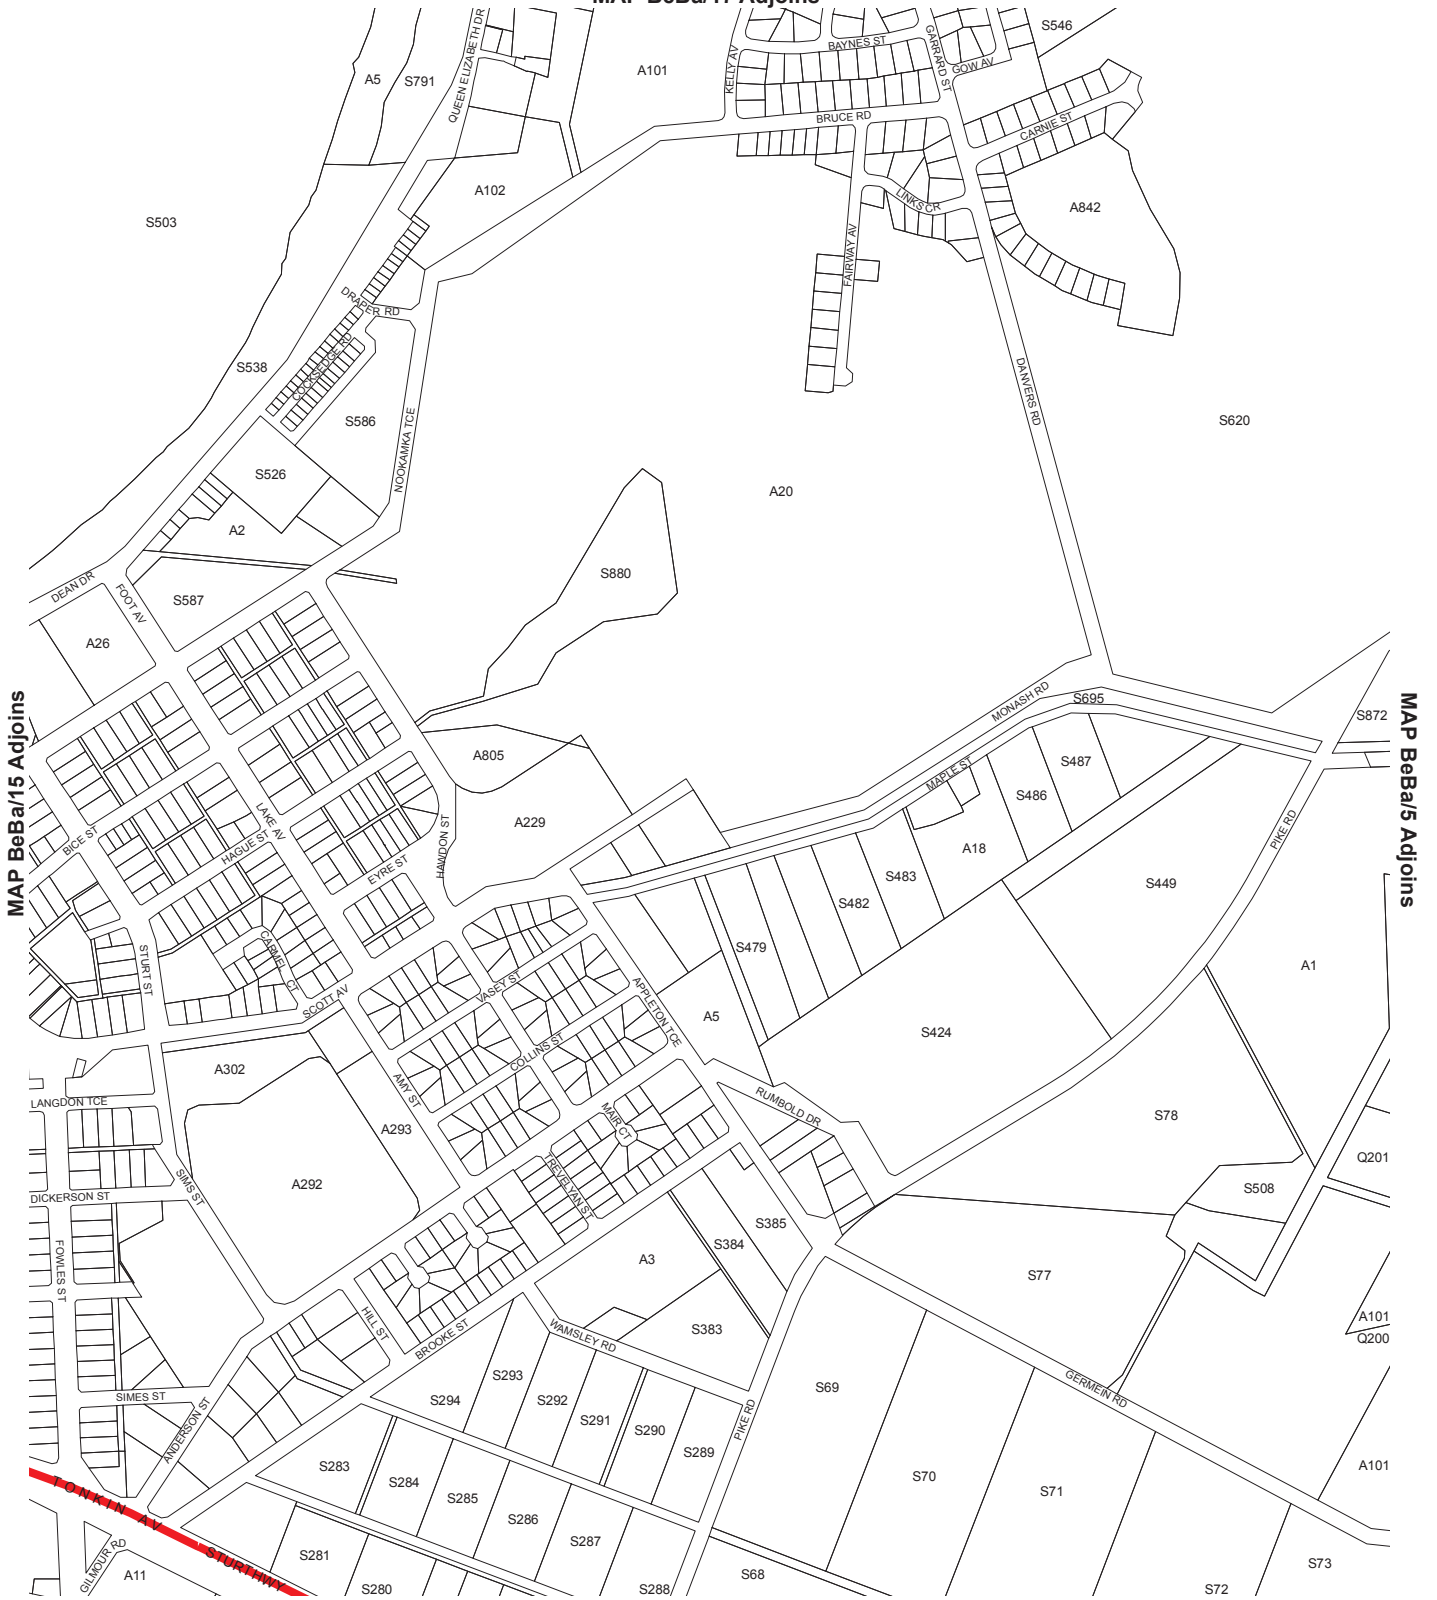 MAP BeBa/17 Adjoins
S546
BAYNES ST
GARRARD ST
GOW AV
KELLY AV
QUEEN ELIZABETH DR
A5
S791
A101
BRUCE RD
CARNIE ST
A102
LINKS CR
A842
S503
FAIRWAY AV
DRAPER RD
COCKSEDGE RD
S538
DANVERS RD
S586
NOOKAMKA TCE
S620
S526
A20
A2
S880
DEAN DR
FOOT AV
S587
A26
MAP BeBa/15 Adjoins
MAP BeBa/5 Adjoins
MONASH RD
S695
S872
A805
S487
MAPLE ST
S486
A229
LAKE AV
HAWDON ST
BICE ST
HAGUE ST
EYRE ST
PIKE RD
A18
S483
S449
S482
S479
CARMEL CT
STURT ST
A1
VASEY ST
SCOTT AV
APPLETON TCE
A5
S424
COLLINS ST
A302
AMY ST
LANGDON TCE
RUMBOLD DR
MAIR CT
S78
A293
Q201
TREVELYAN ST
SIMS ST
A292
S508
DICKERSON ST
S385
S384
FOWLES ST
A3
S77
HILL ST
A101
Q200
BROOKE ST
WAMSLEY RD
S383
S293
S69
GERMEIN RD
SIMES ST
S294
S292
S291
PIKE RD
ANDERSON ST
S290
S289
S283
A101
S70
S284
S71
S285
TONKIN AV
S286
S287
GILMOUR RD
STURT HWY
S281
S73
A11
S68
S280
S288
S72